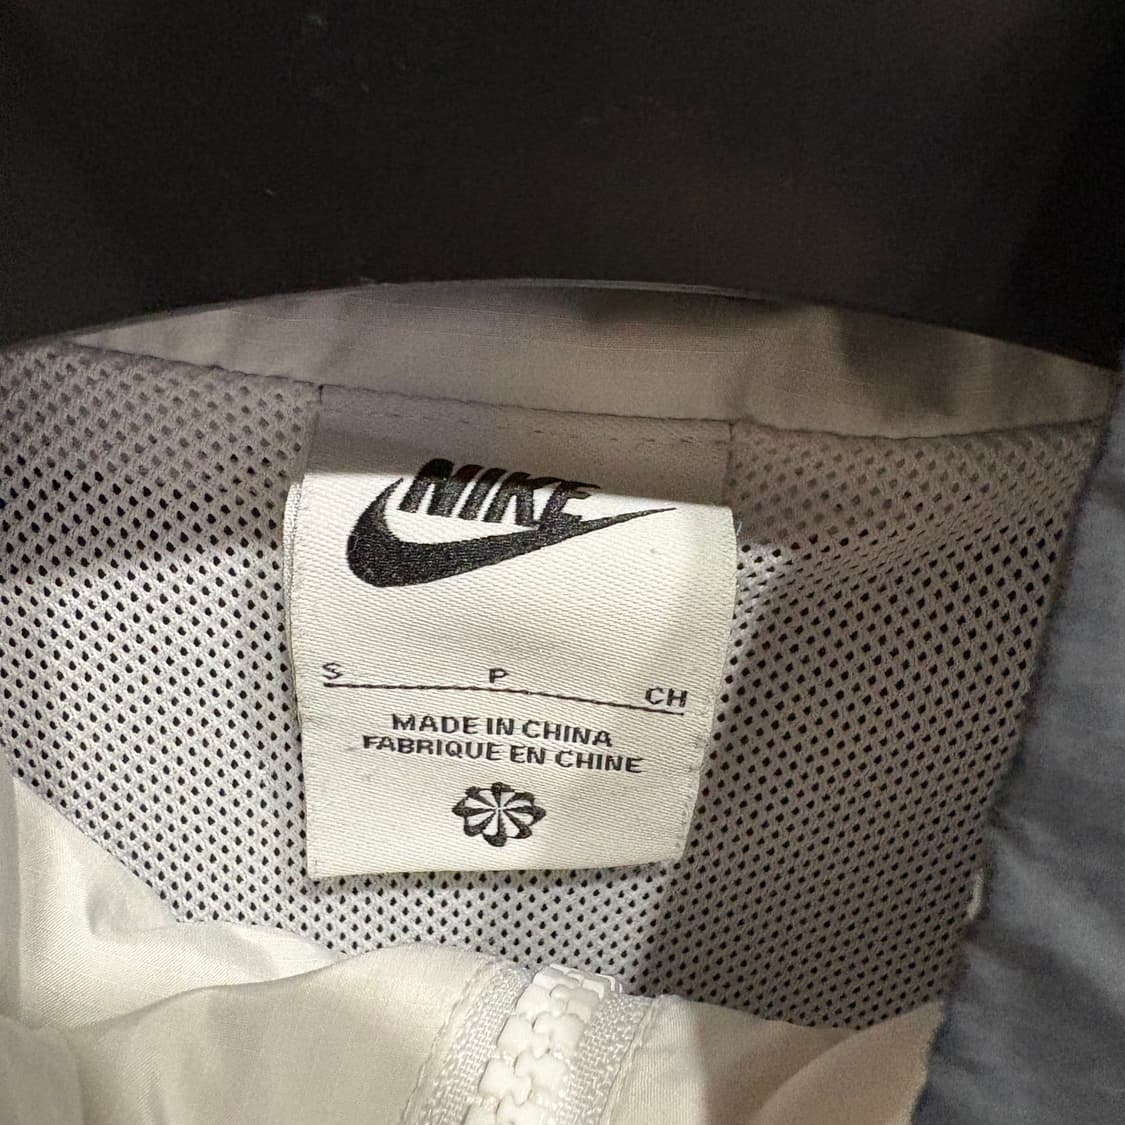 NIKE
S P CH
MADE IN CHINA
FABRIQUE EN CHINE